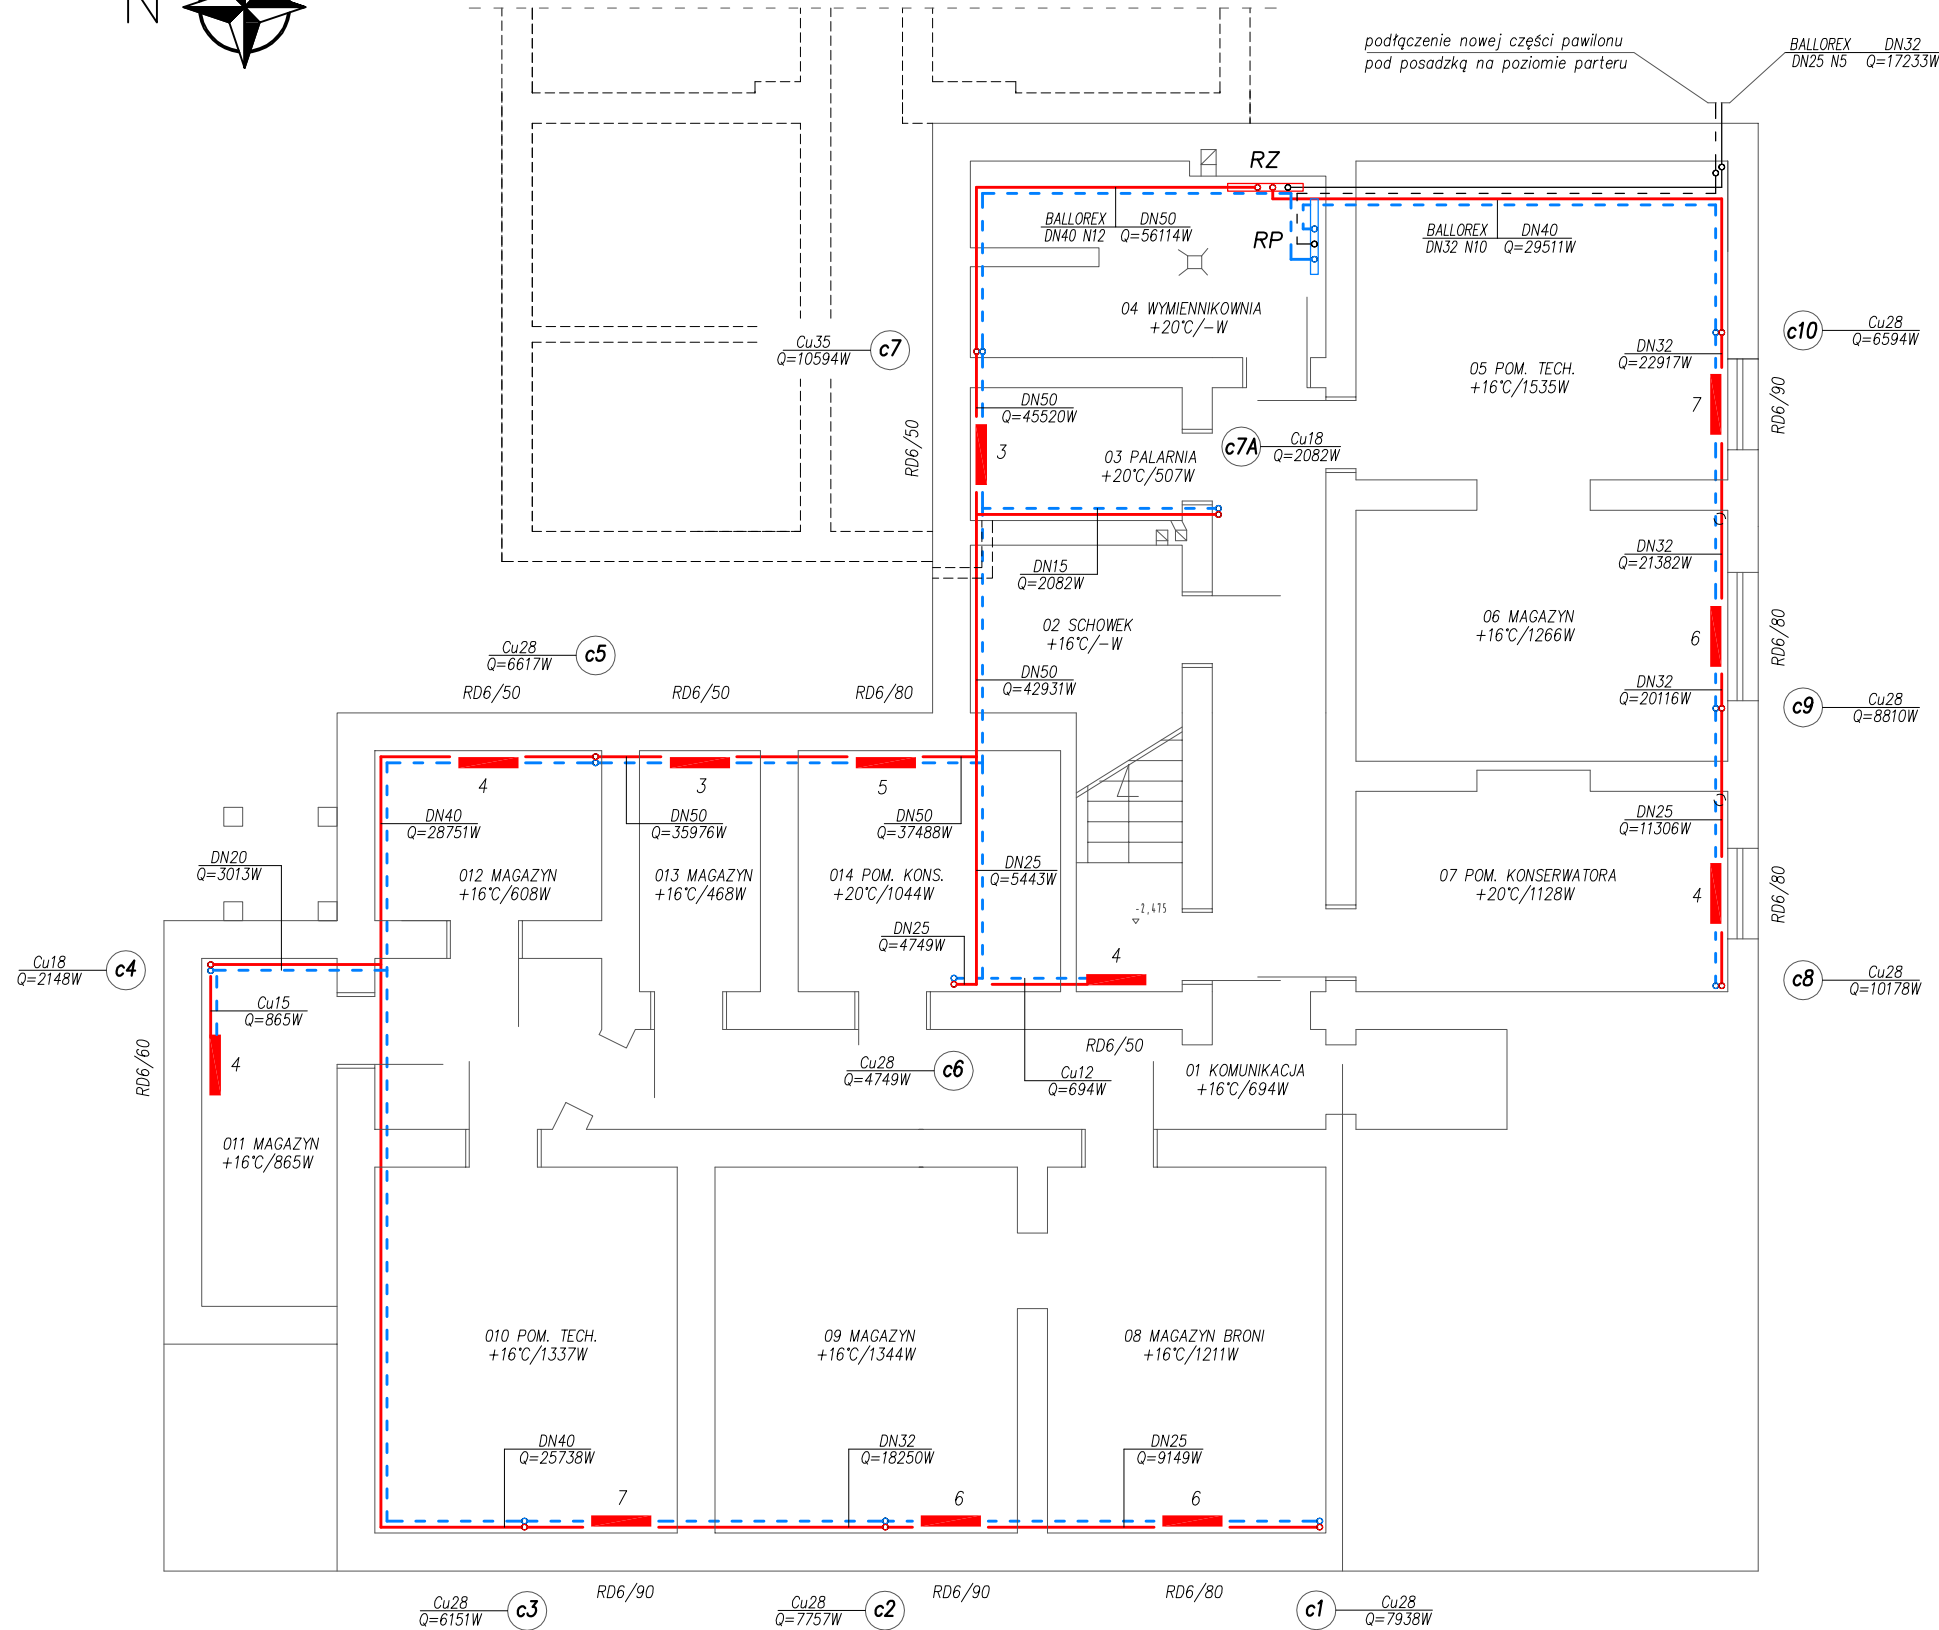 N
podłączenie nowej części pawilonu
pod posadzką na poziomie parteru
BALLOREX DN32
DN25 N5 Q=17233W
RZ
BALLOREX DN50
DN40 N12 Q=56114W
RP
BALLOREX DN40
DN32 N10 Q=29511W
04 WYMIENNIKOWNIA
+20°C/-W
Cu35
Q=10594W
c7
c10
Cu28
Q=6594W
DN32
Q=22917W
05 POM. TECH.
+16°C/1535W
7
RD6/90
DN50
Q=45520W
RD6/50
3
03 PALARNIA
+20°C/507W
c7A
Cu18
Q=2082W
DN15
Q=2082W
DN32
Q=21382W
02 SCHOWEK
+16°C/-W
06 MAGAZYN
+16°C/1266W
6
RD6/80
Cu28
Q=6617W
c5
DN50
Q=42931W
DN32
Q=20116W
c9
Cu28
Q=8810W
RD6/50
RD6/50
RD6/80
4
3
5
DN40
Q=28751W
DN50
Q=35976W
DN50
Q=37488W
DN25
Q=11306W
DN20
Q=3013W
012 MAGAZYN
+16°C/608W
013 MAGAZYN
+16°C/468W
014 POM. KONS.
+20°C/1044W
DN25
Q=5443W
07 POM. KONSERWATORA
+20°C/1128W
4
RD6/80
-2,475
DN25
Q=4749W
4
Cu18
Q=2148W
c4
c8
Cu28
Q=10178W
Cu15
Q=865W
RD6/60
4
RD6/50
Cu28
Q=4749W
c6
Cu12
Q=694W
01 KOMUNIKACJA
+16°C/694W
011 MAGAZYN
+16°C/865W
010 POM. TECH.
+16°C/1337W
09 MAGAZYN
+16°C/1344W
08 MAGAZYN BRONI
+16°C/1211W
DN40
Q=25738W
DN32
Q=18250W
DN25
Q=9149W
7
6
6
RD6/90
RD6/90
RD6/80
Cu28
Q=6151W
c3
Cu28
Q=7757W
c2
c1
Cu28
Q=7938W